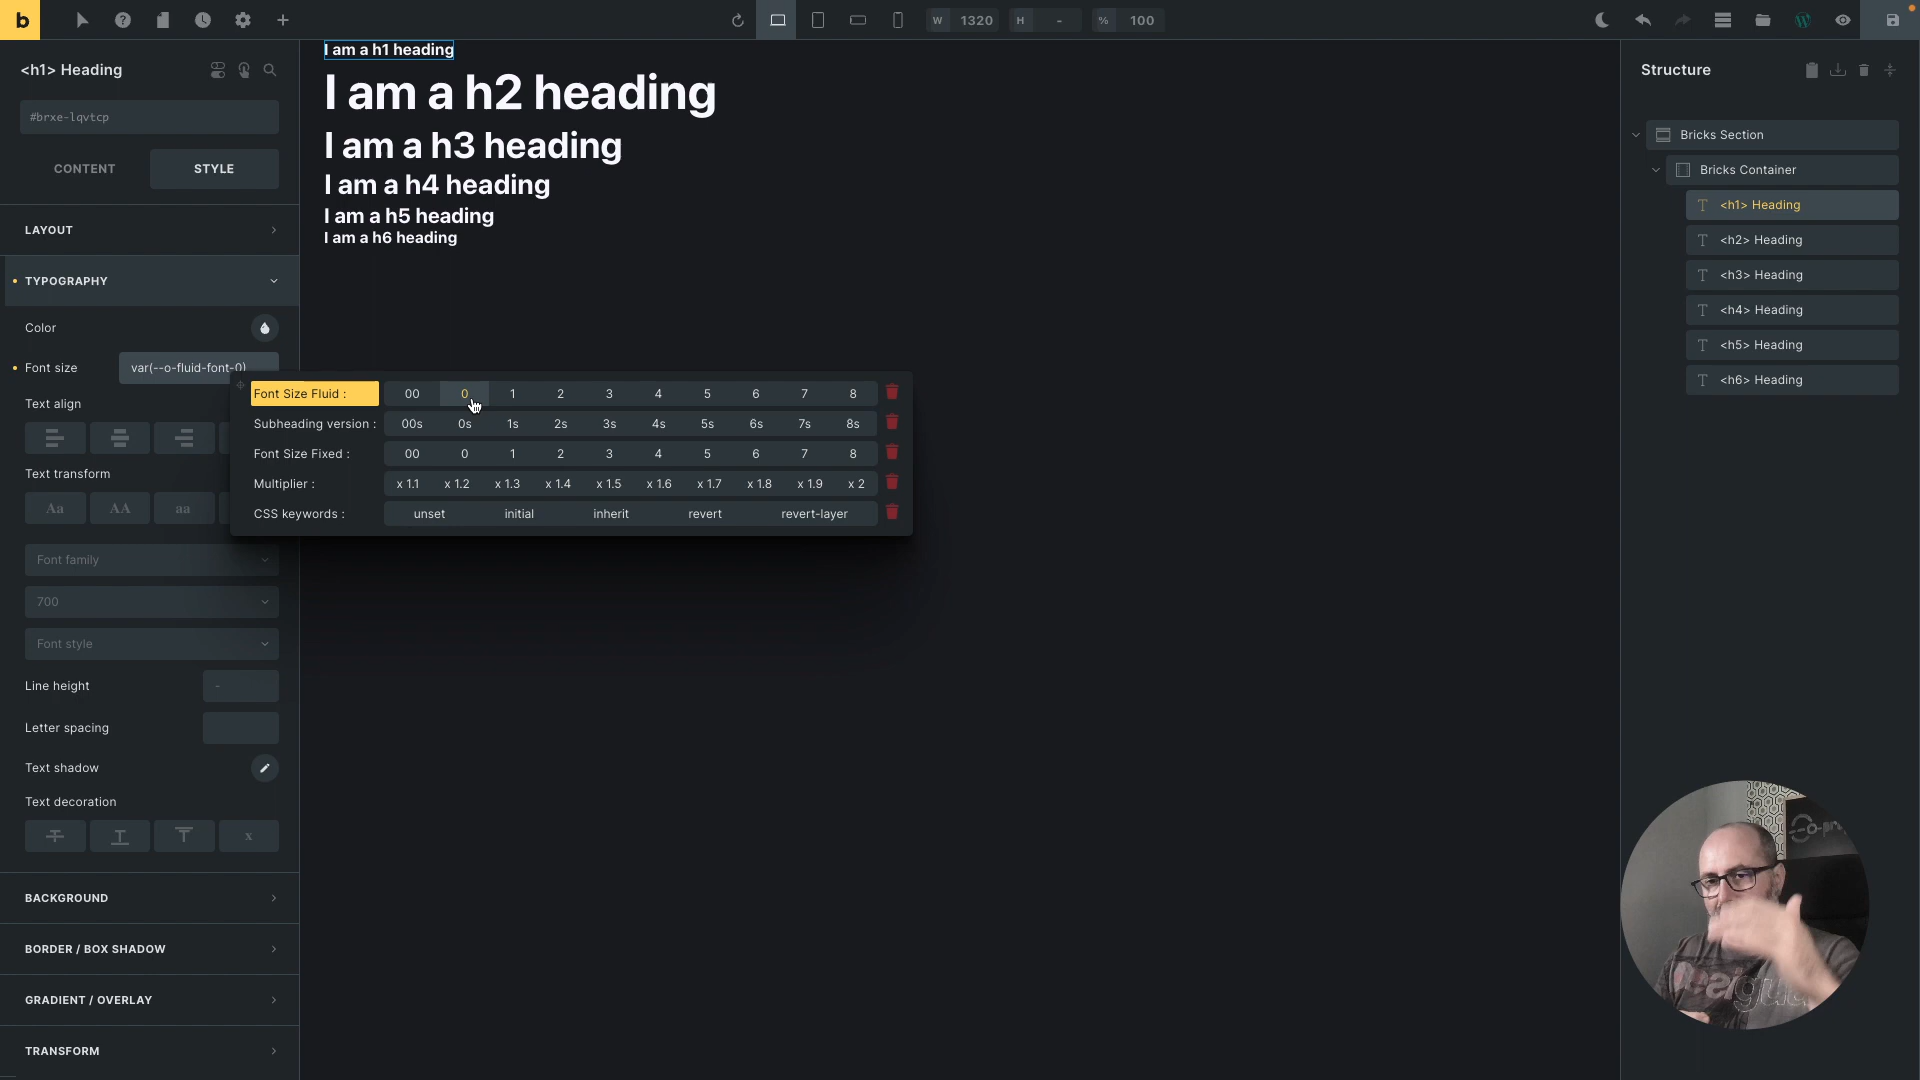 b
W 1320 H - % 100
<h1> Heading
#brxe-lqvtcp
CONTENT STYLE
LAYOUT
TYPOGRAPHY
Color
Font size var(--o-fluid-font-0)
Text align
Text transform
Aa AA aa
Font family
700
Font style
Line height -
Letter spacing
Text shadow
Text decoration
BACKGROUND
BORDER / BOX SHADOW
GRADIENT / OVERLAY
TRANSFORM
I am a h1 heading
I am a h2 heading
I am a h3 heading
I am a h4 heading
I am a h5 heading
I am a h6 heading
Font Size Fluid : 00 0 1 2 3 4 5 6 7 8
Subheading version : 00s 0s 1s 2s 3s 4s 5s 6s 7s 8s
Font Size Fixed : 00 0 1 2 3 4 5 6 7 8
Multiplier : x 1.1 x 1.2 x 1.3 x 1.4 x 1.5 x 1.6 x 1.7 x 1.8 x 1.9 x 2
CSS keywords : unset initial inherit revert revert-layer
Structure
Bricks Section
Bricks Container
<h1> Heading
<h2> Heading
<h3> Heading
<h4> Heading
<h5> Heading
<h6> Heading